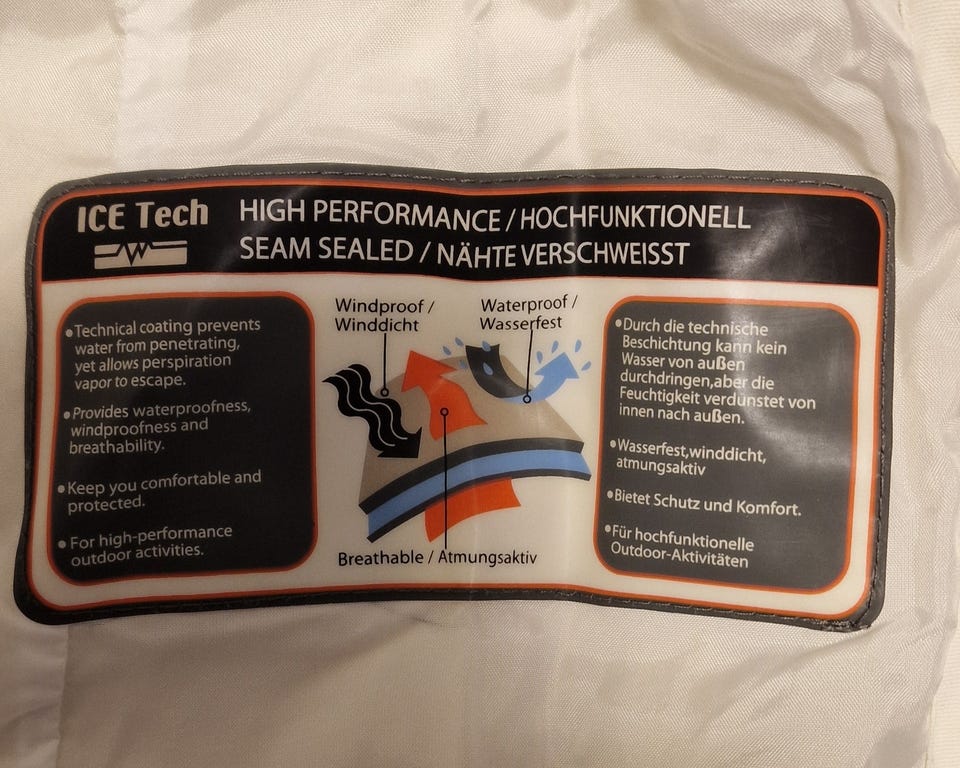 ICE Tech
HIGH PERFORMANCE / HOCHFUNKTIONELL
SEAM SEALED / NÄHTE VERSCHWEISST
•Technical coating prevents
water from penetrating,
yet allows perspiration
vapor to escape.
•Provides waterproofness,
windproofness and
breathability.
•Keep you comfortable and
protected.
•For high-performance
outdoor activities.
Windproof /
Winddicht
Waterproof /
Wasserfest
Breathable / Atmungsaktiv
•Durch die technische
Beschichtung kann kein
Wasser von außen
durchdringen,aber die
Feuchtigkeit verdunstet von
innen nach außen.
•Wasserfest,winddicht,
atmungsaktiv
•Bietet Schutz und Komfort.
•Für hochfunktionelle
Outdoor-Aktivitäten